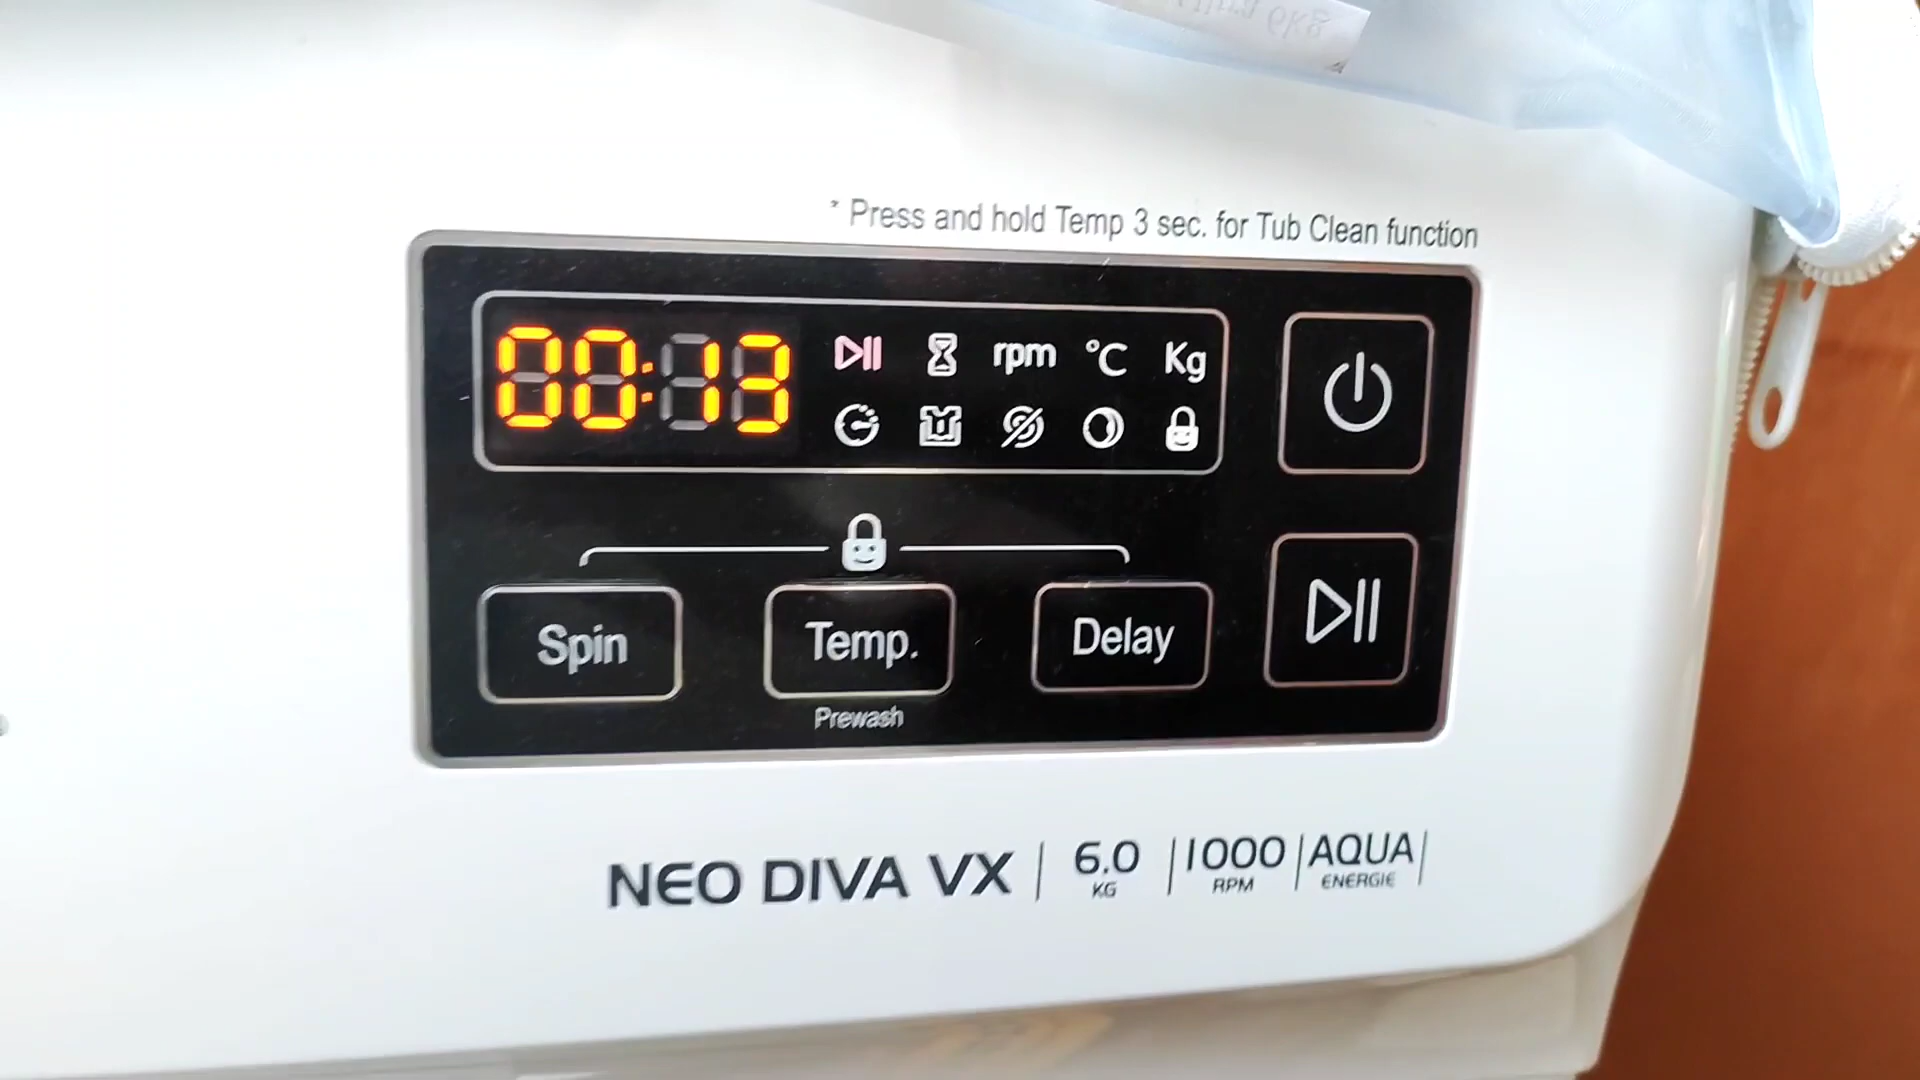 * Press and hold Temp 3 sec. for Tub Clean function
00:13
rpm °C Kg
Spin Temp. Delay
Prewash
NEO DIVA VX | 6.0 KG | 1000 RPM | AQUA ENERGIE |